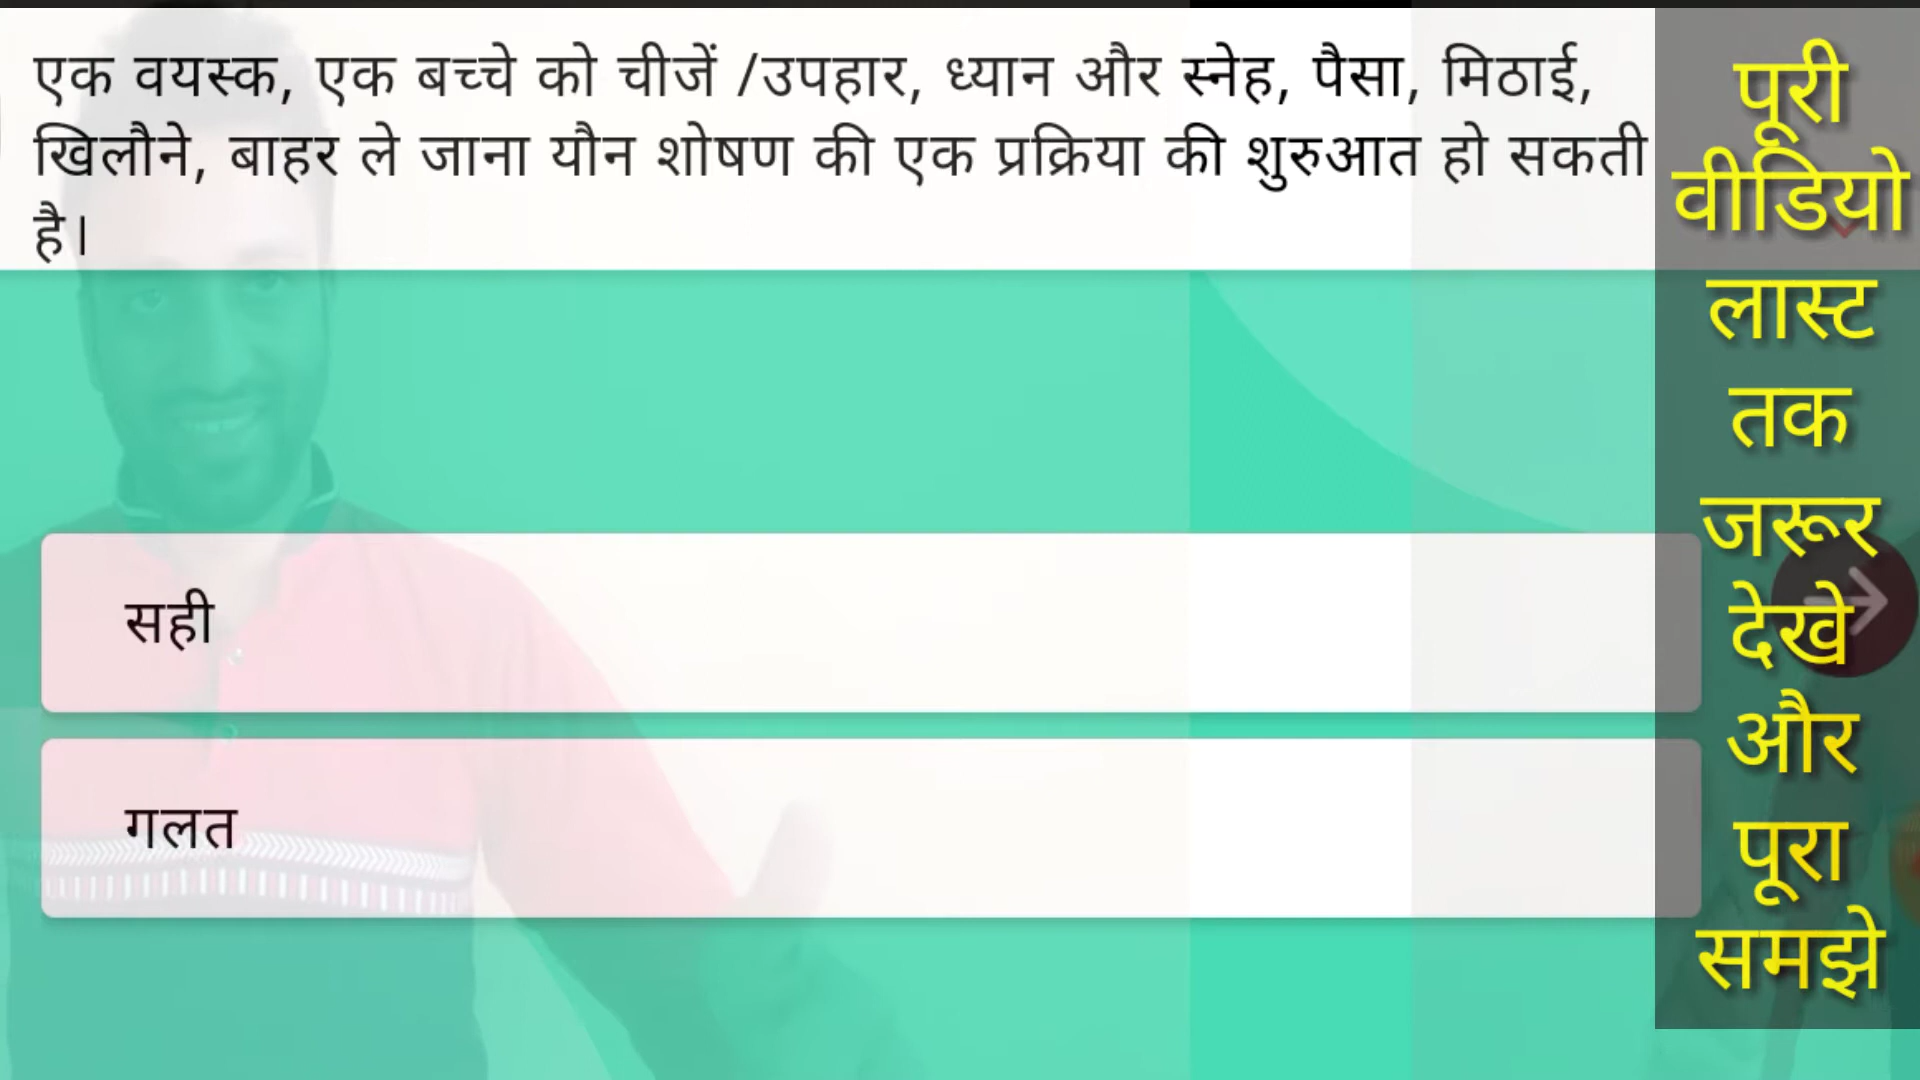 एक वयस्क, एक बच्चे को चीजें /उपहार, ध्यान और स्नेह, पैसा, मिठाई,
खिलौने, बाहर ले जाना यौन शोषण की एक प्रक्रिया की शुरुआत हो सकती
है।
सही
गलत
पूरी
वीडियो
लास्ट
तक
जरूर
देखे
और
पूरा
समझे